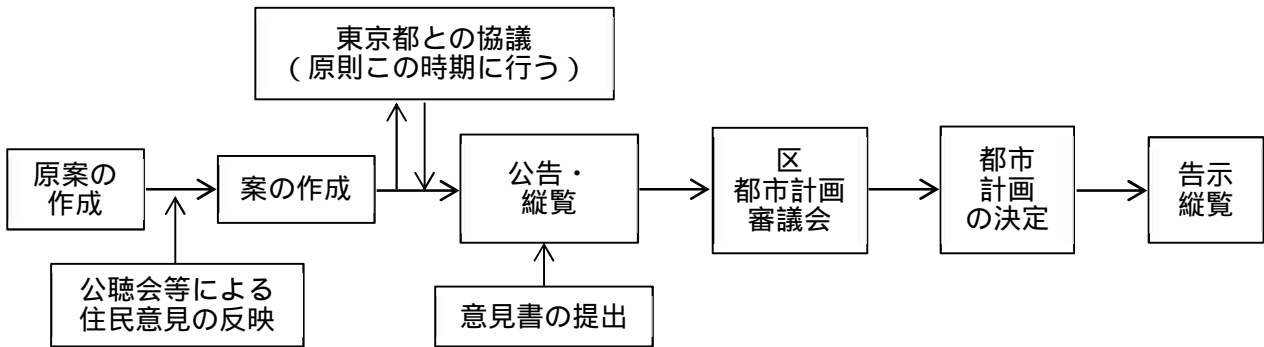 東京都との協議
(原則この時期に行う)
原案の
作成
案の作成
公告・
縦覧
区
都市計画
審議会
都市
計画
の決定
告示
縦覧
公聴会等による
住民意見の反映
意見書の提出